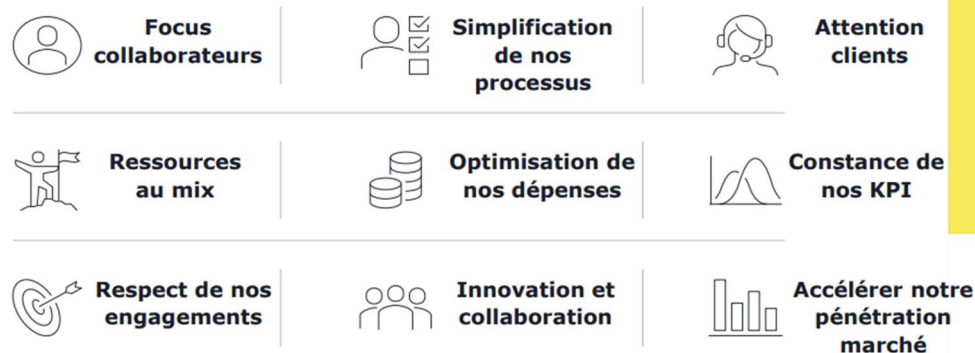 Focus
collaborateurs
Simplification
de nos
processus
Attention
clients
Ressources
au mix
Optimisation de
nos dépenses
Constance de
nos KPI
Respect de nos
engagements
Innovation et
collaboration
Accélérer notre
pénétration
marché